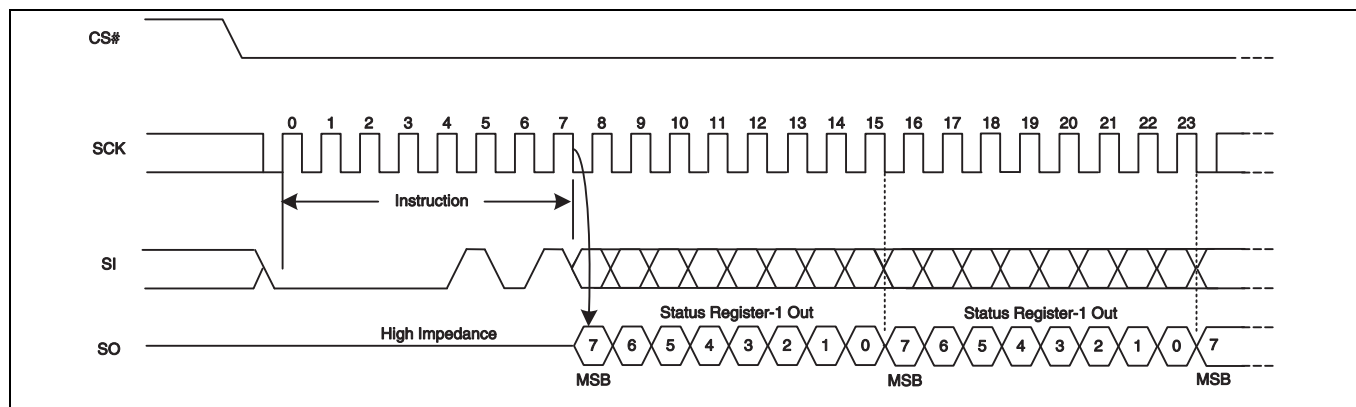 CS#
0 1 2 3 4 5 6 7 8 9 10 11 12 13 14 15 16 17 18 19 20 21 22 23
SCK
Instruction
SI
Status Register-1 Out Status Register-1 Out
High Impedance
SO 7 6 5 4 3 2 1 0 7 6 5 4 3 2 1 0 7
MSB MSB MSB